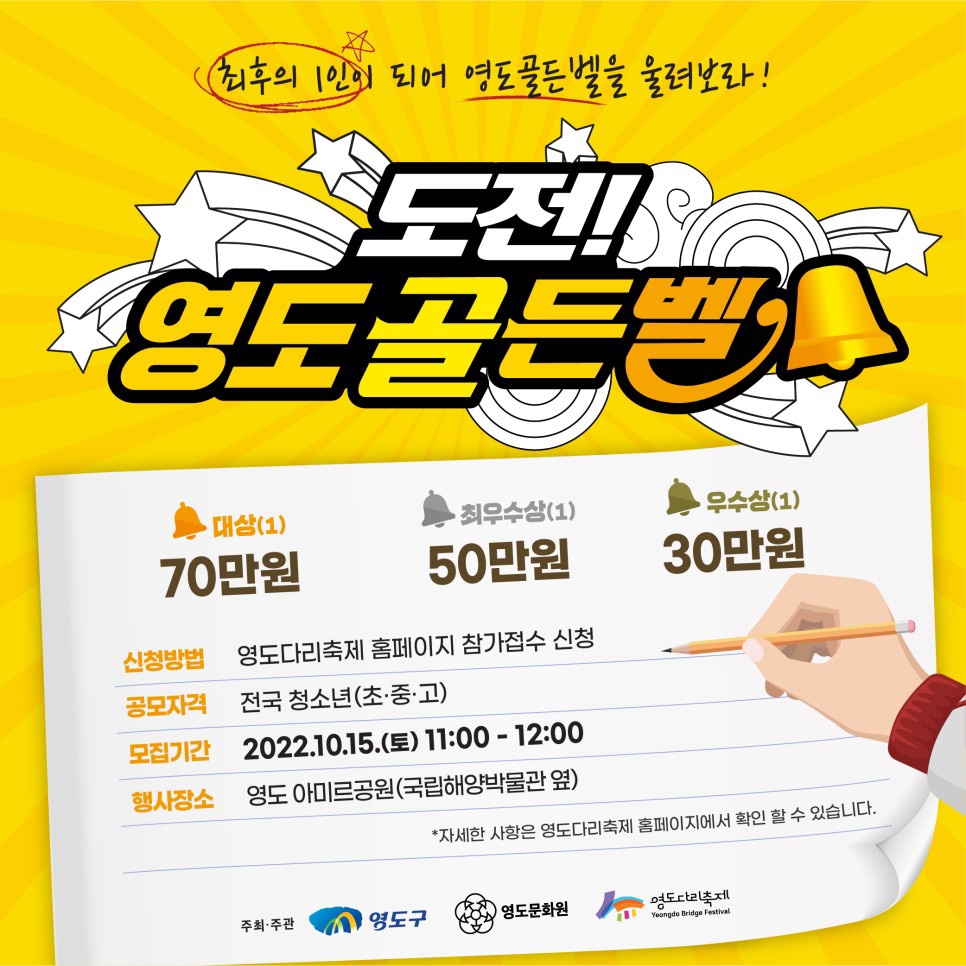 최후의 1인이 되어 영도골든벨을 울려보라!
도전!
영도골든벨
대상(1)
70만원
최우수상(1)
50만원
우수상(1)
30만원
신청방법 영도다리축제 홈페이지 참가접수 신청
공모자격 전국 청소년(초·중·고)
모집기간 2022.10.15.(토) 11:00 - 12:00
행사장소 영도 아미르공원(국립해양박물관 옆)
*자세한 사항은 영도다리축제 홈페이지에서 확인 할 수 있습니다.
주최·주관 영도구 영도문화원 영도다리축제
Yeongdo Bridge Festival